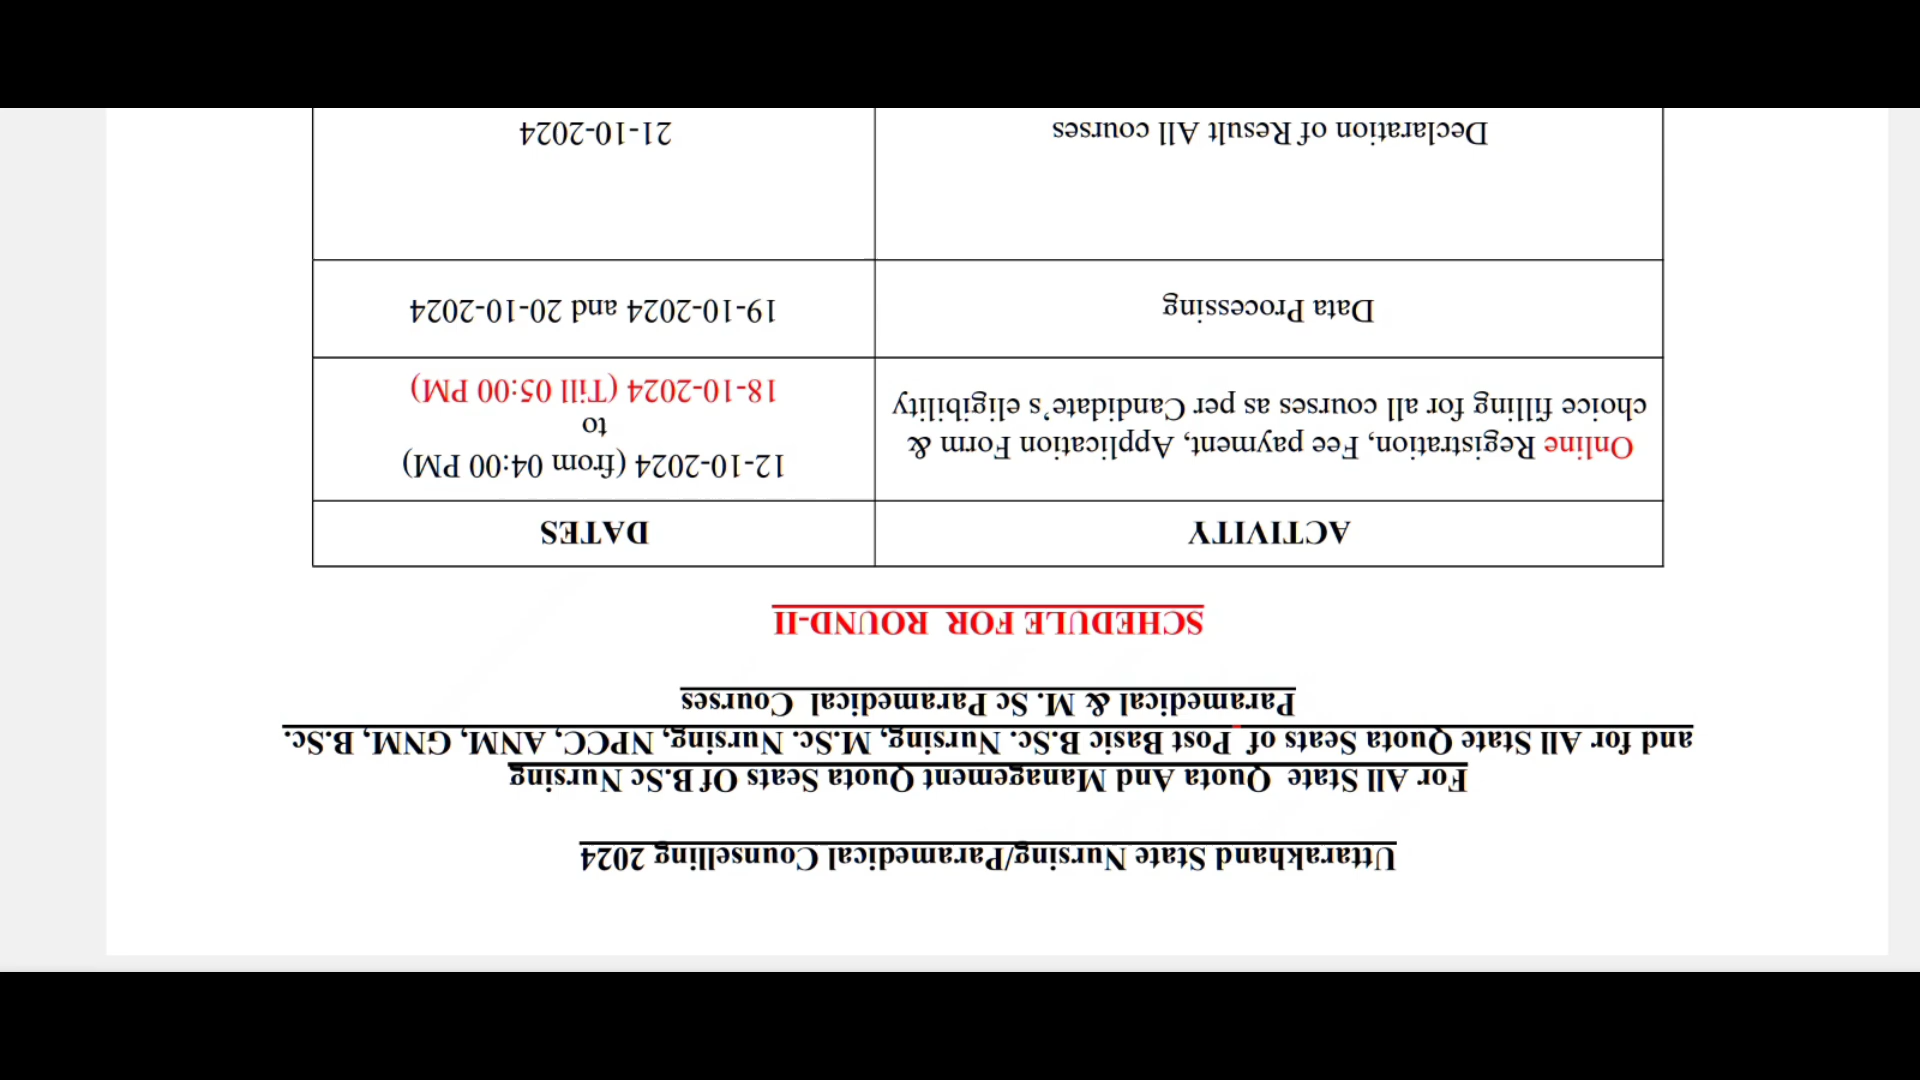 Uttarakhand State Nursing/Paramedical Counselling 2024
For All State Quota And Management Quota Seats Of B.Sc Nursing
and for All State Quota Seats of Post Basic B.Sc. Nursing, M.Sc. Nursing, NPCC, ANM, GNM, B.Sc.
Paramedical & M. Sc Paramedical Courses
SCHEDULE FOR ROUND-II
ACTIVITY DATES
Online Registration, Fee payment, Application Form &
choice filling for all courses as per Candidate's eligibility
12-10-2024 (from 04:00 PM)
to
18-10-2024 (Till 05:00 PM)
Data Processing 19-10-2024 and 20-10-2024
Declaration of Result All courses 21-10-2024